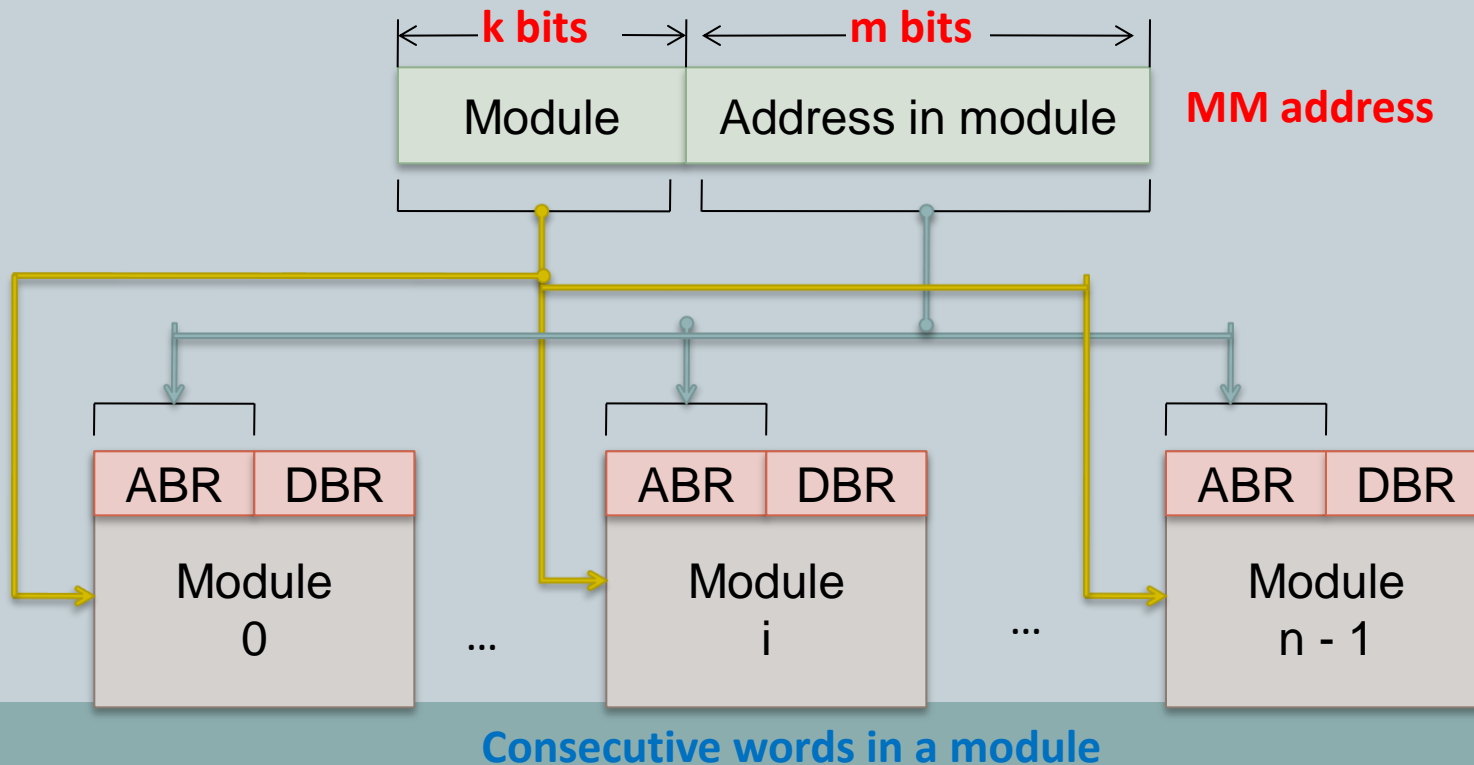 k bits
m bits
Module
Address in module
MM address
ABR
DBR
ABR
DBR
ABR
DBR
Module
0
...
Module
i
...
Module
n - 1
Consecutive words in a module